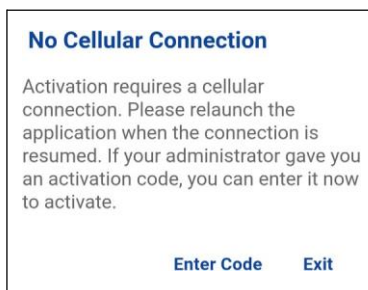 No Cellular Connection
Activation requires a cellular
connection. Please relaunch the
application when the connection is
resumed. If your administrator gave you
an activation code, you can enter it now
to activate.
Enter Code Exit